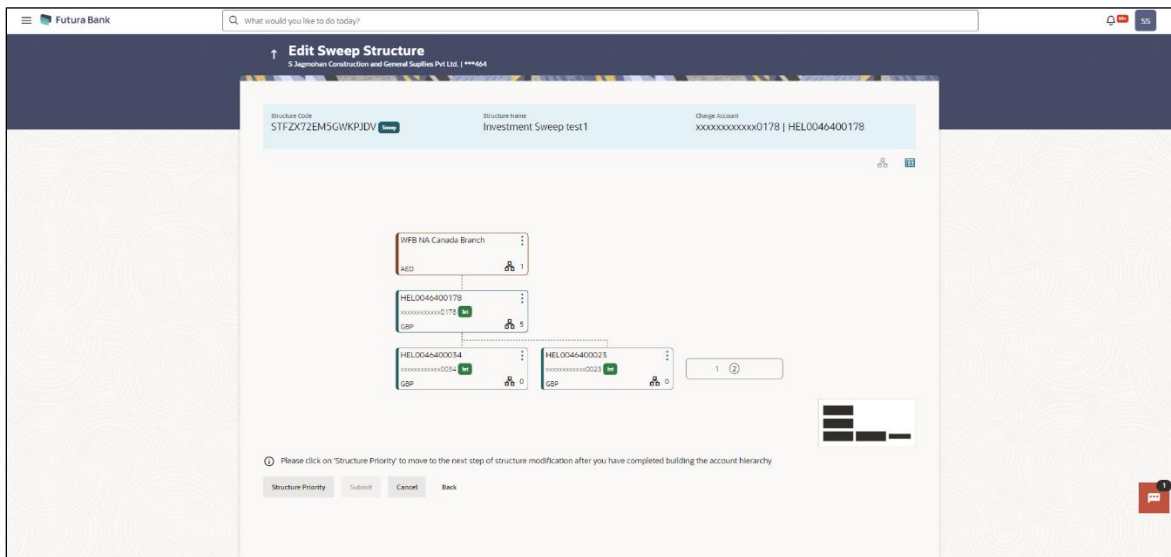 Futura Bank
What would you like to do today?
99+
SS
Edit Sweep Structure
S Jagmohan Construction and General Supllies Pvt Ltd. | ***464
Structure Code
STFZX72EM5GWKPJDV Sweep
Structure Name
Investment Sweep test1
Charge Account
xxxxxxxxxxxx0178 | HEL0046400178
WFB NA Canada Branch
AED 1
HEL0046400178
xxxxxxxxxxxx0178 Int
GBP 5
HEL0046400034
xxxxxxxxxxxx0034 Int
GBP 0
HEL0046400023
xxxxxxxxxxxx0023 Int
GBP 0
1 2
Please click on 'Structure Priority' to move to the next step of structure modification after you have completed building the account hierarchy
Structure Priority Submit Cancel Back
1